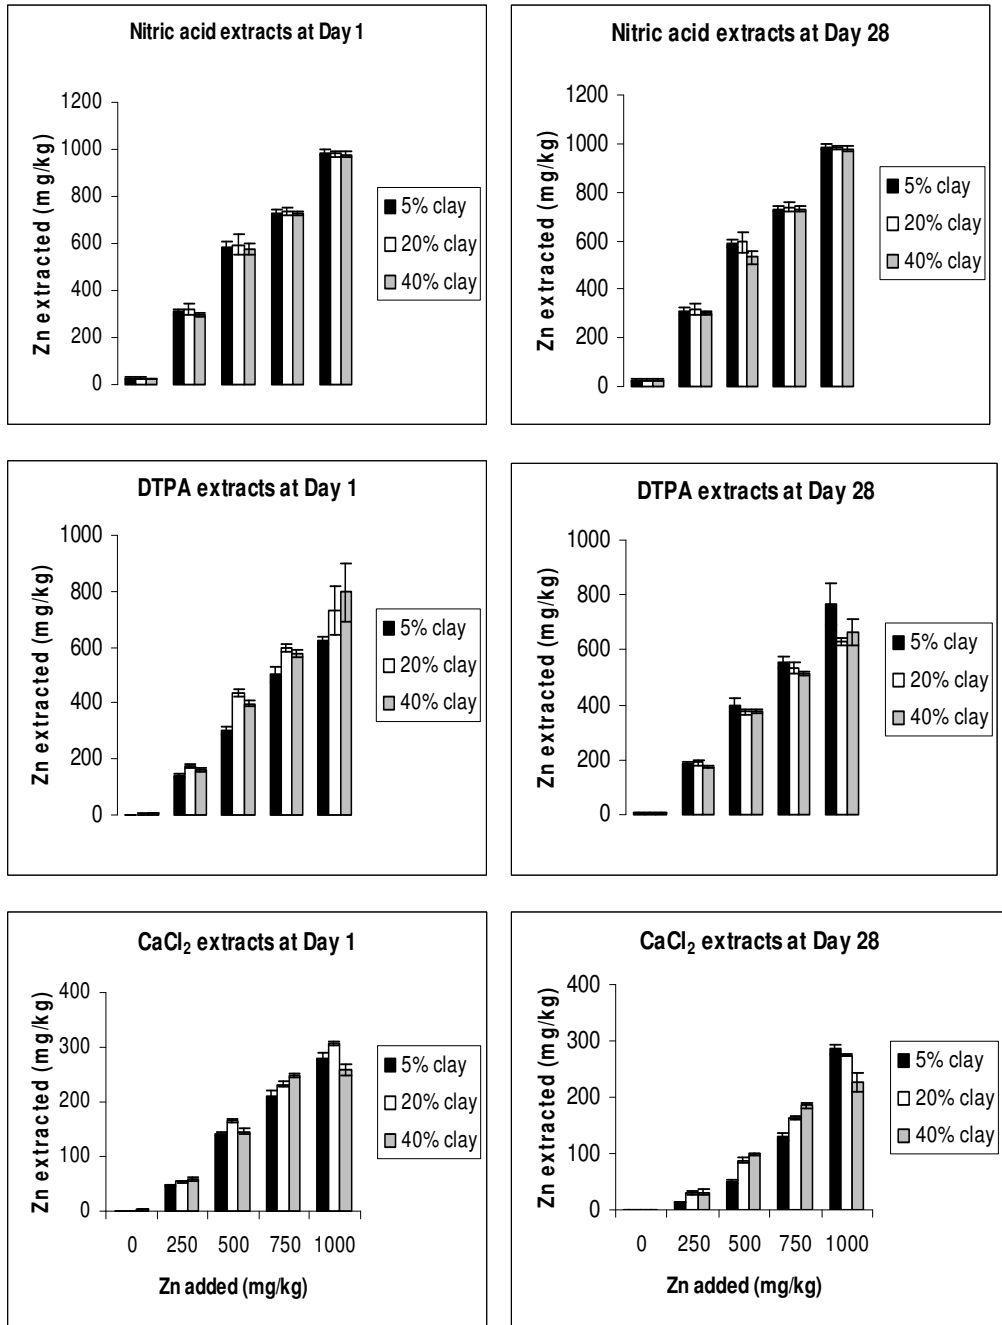 Nitric acid extracts at Day 1
Zn extracted (mg/kg)
1200
1000
800
600
400
200
0
5% clay
20% clay
40% clay
Nitric acid extracts at Day 28
Zn extracted (mg/kg)
1200
1000
800
600
400
200
0
5% clay
20% clay
40% clay
DTPA extracts at Day 1
Zn extracted (mg/kg)
1000
800
600
400
200
0
5% clay
20% clay
40% clay
DTPA extracts at Day 28
Zn extracted (mg/kg)
1000
800
600
400
200
0
5% clay
20% clay
40% clay
CaCl₂ extracts at Day 1
Zn extracted (mg/kg)
400
300
200
100
0
0 250 500 750 1000
Zn added (mg/kg)
5% clay
20% clay
40% clay
CaCl₂ extracts at Day 28
Zn extracted (mg/kg)
400
300
200
100
0
0 250 500 750 1000
Zn added (mg/kg)
5% clay
20% clay
40% clay